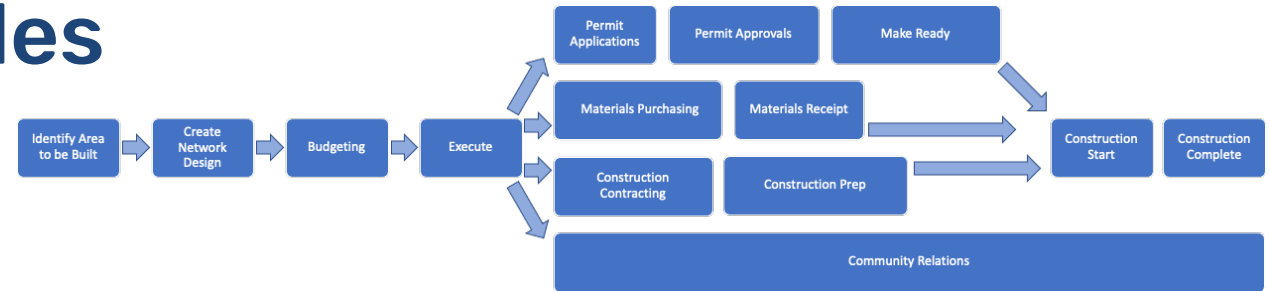 Permit
Applications
Permit Approvals
Make Ready
Identify Area
to be Built
Create
Network
Design
Budgeting
Execute
Materials Purchasing
Materials Receipt
Construction
Contracting
Construction Prep
Construction
Start
Construction
Complete
Community Relations